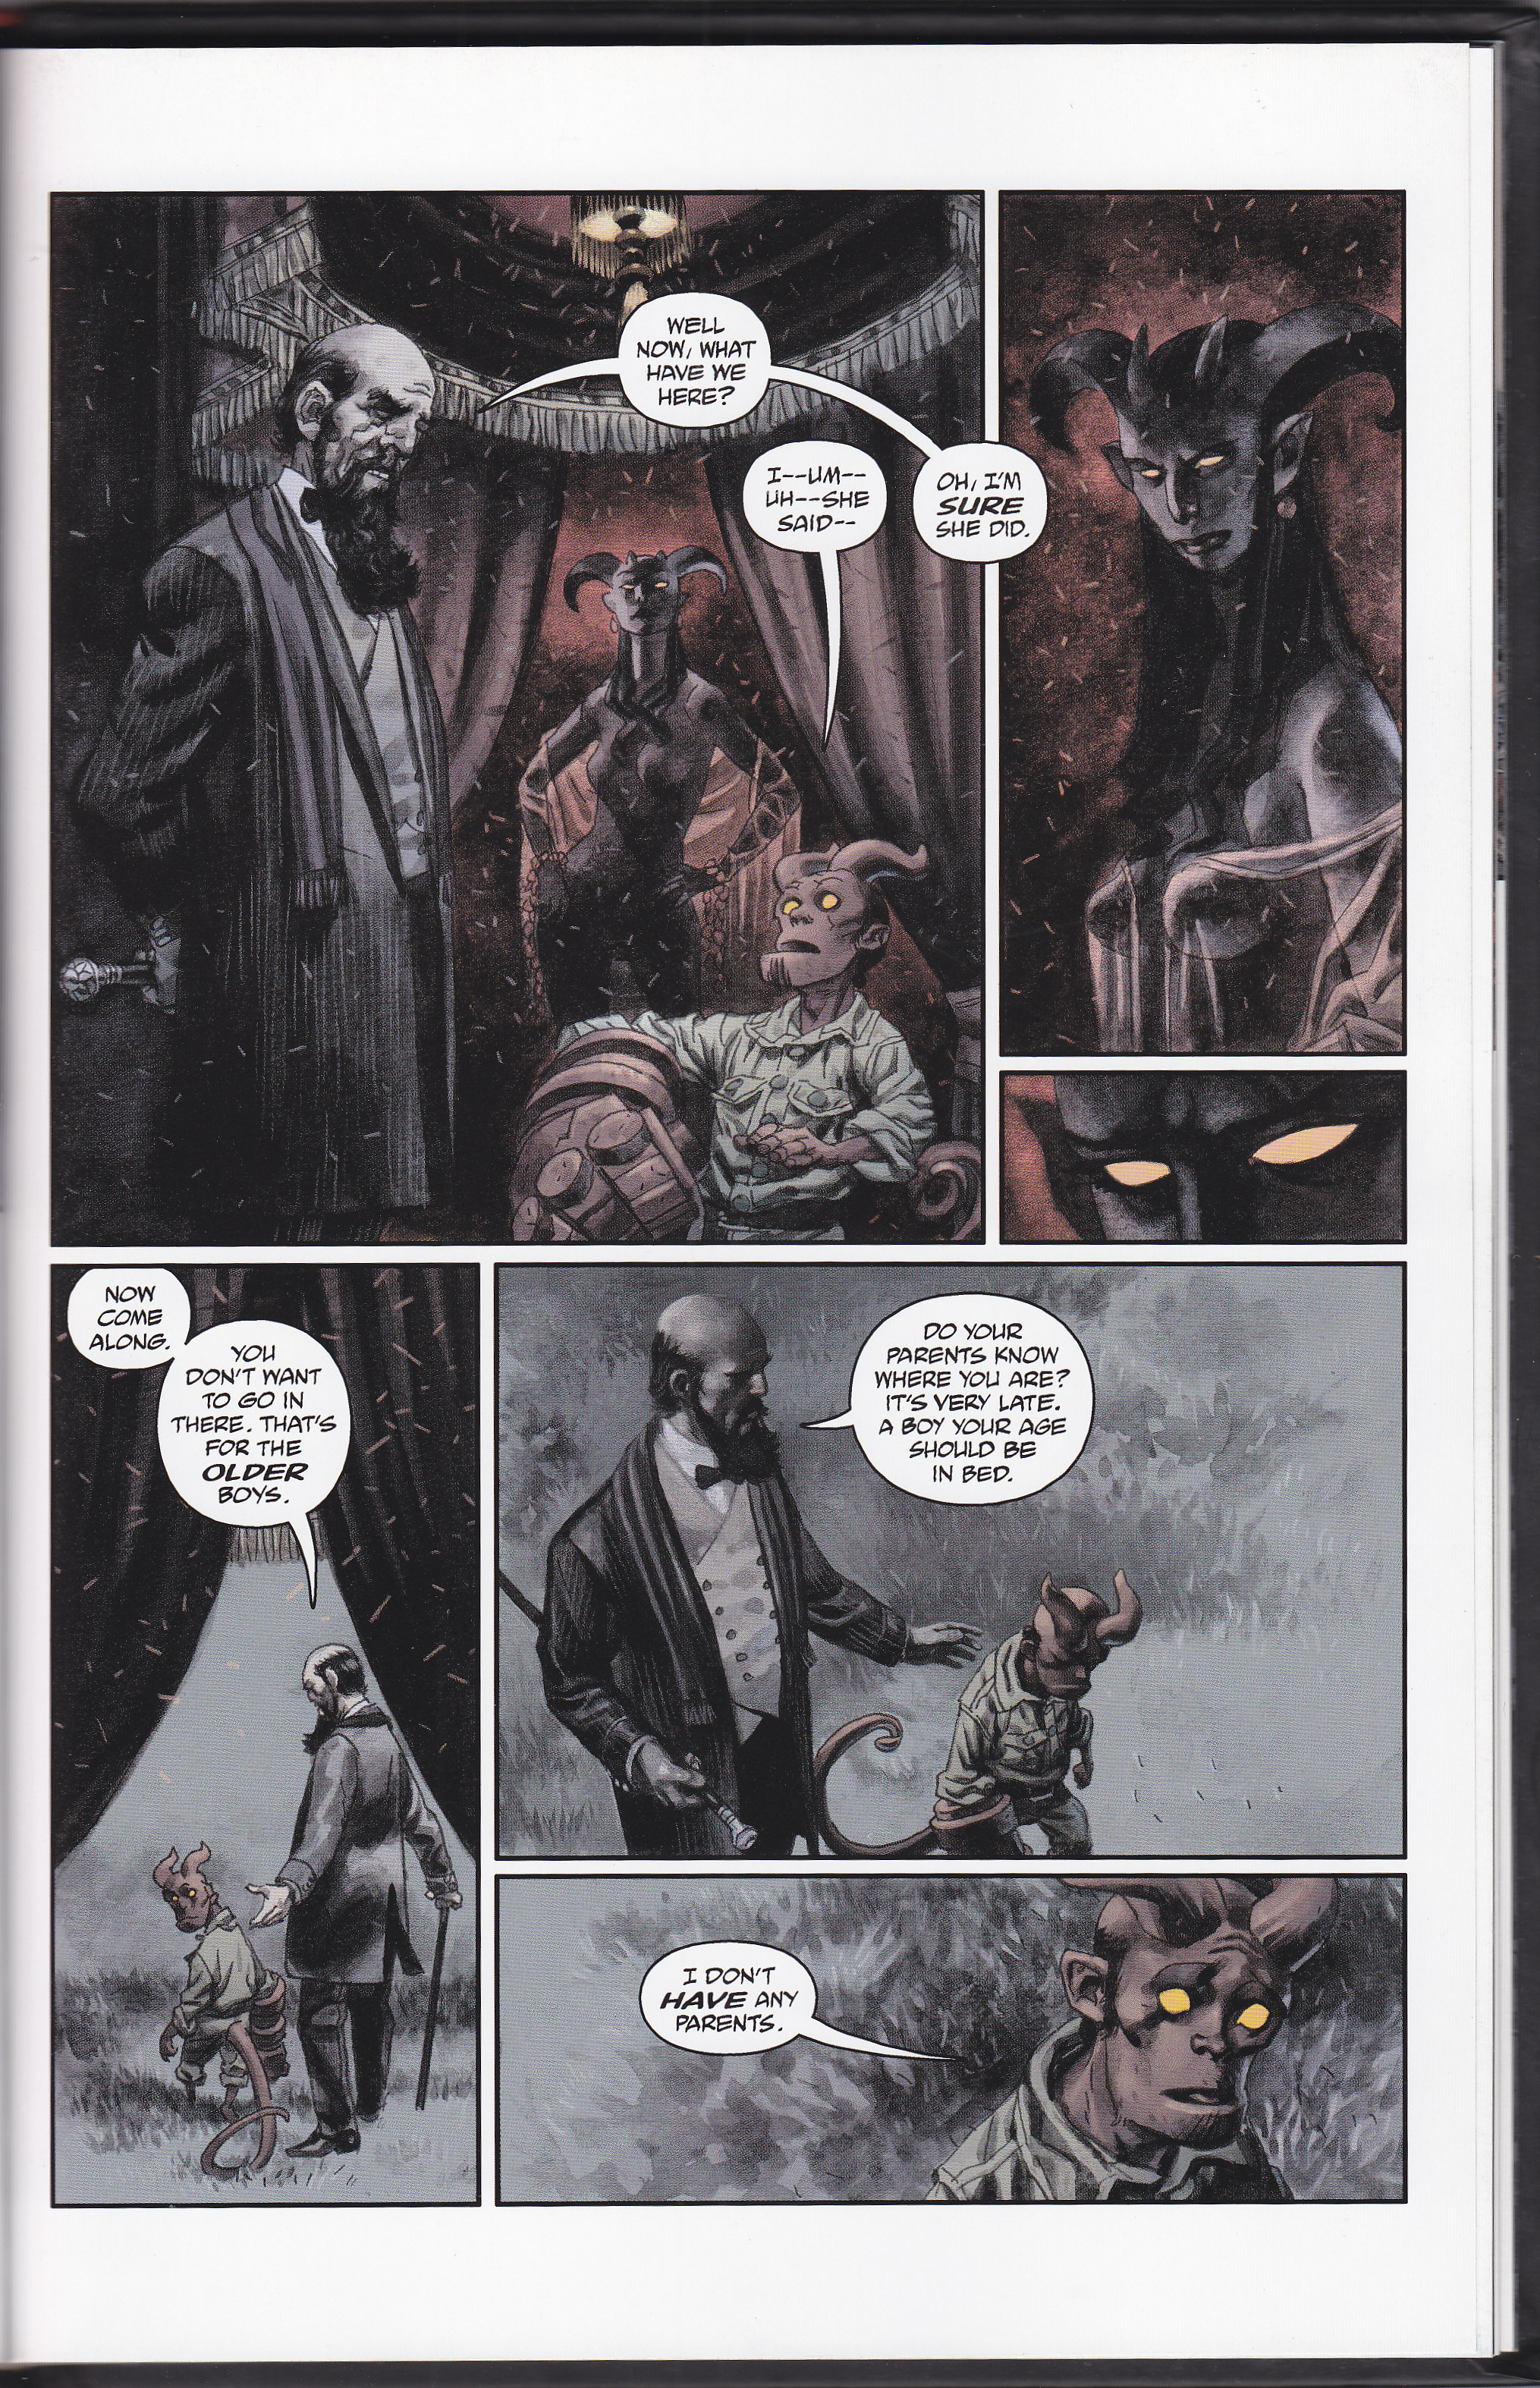 WELL
NOW, WHAT
HAVE WE
HERE?
I--UM--
UH--SHE
SAID--
OH, I'M
SURE
SHE DID.
NOW
COME
ALONG.
YOU
DON'T WANT
TO GO IN
THERE. THAT'S
FOR THE
OLDER
BOYS.
DO YOUR
PARENTS KNOW
WHERE YOU ARE?
IT'S VERY LATE.
A BOY YOUR AGE
SHOULD BE
IN BED.
I DON'T
HAVE ANY
PARENTS.